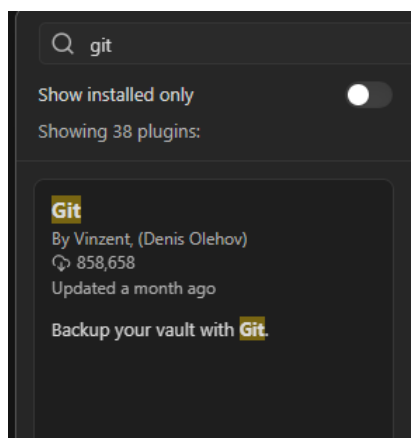 git
Show installed only
Showing 38 plugins:
Git
By Vinzent, (Denis Olehov)
858,658
Updated a month ago
Backup your vault with Git.